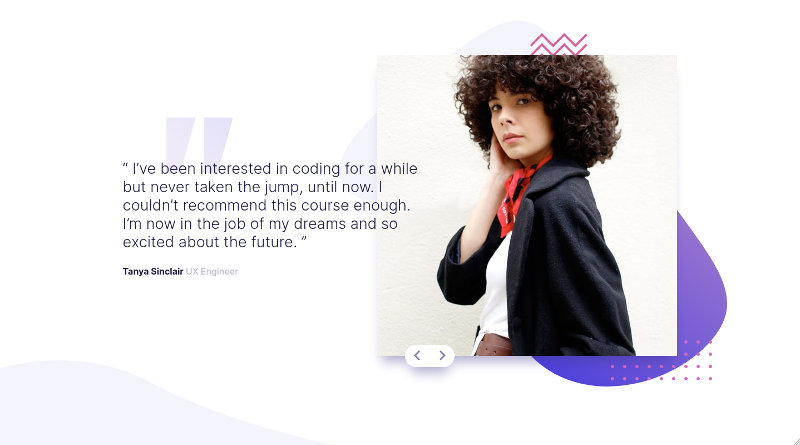 “ I’ve been interested in coding for a while
but never taken the jump, until now. I
couldn’t recommend this course enough.
I’m now in the job of my dreams and so
excited about the future. ”
Tanya Sinclair UX Engineer